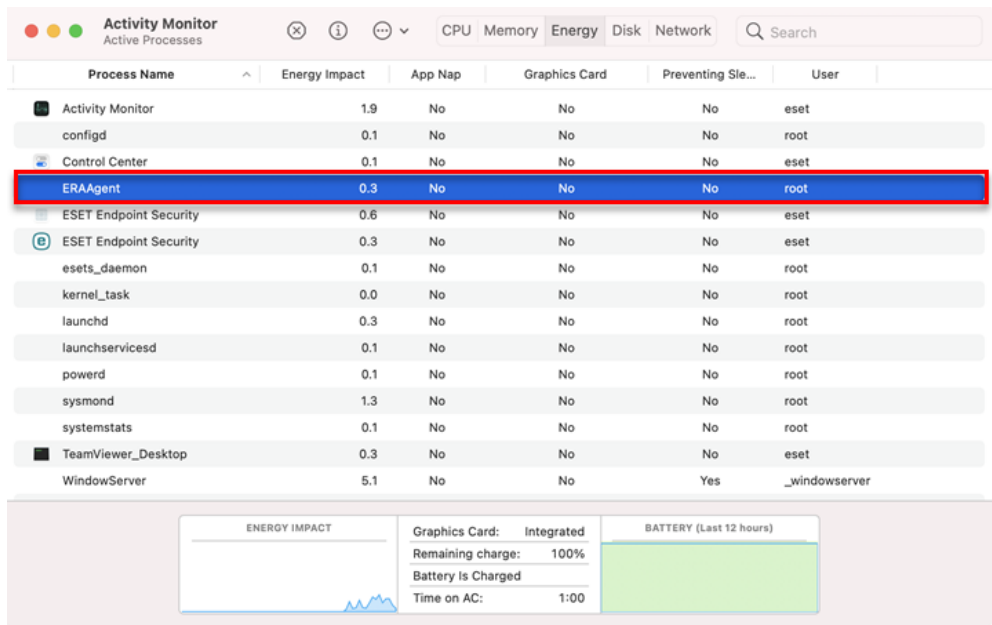 Activity Monitor
Active Processes
CPU Memory Energy Disk Network
Search
Process Name Energy Impact App Nap Graphics Card Preventing Sle... User
Activity Monitor 1.9 No No No eset
configd 0.1 No No No root
Control Center 0.1 No No No eset
ERAAgent 0.3 No No No root
ESET Endpoint Security 0.6 No No No eset
ESET Endpoint Security 0.3 No No No eset
esets_daemon 0.1 No No No root
kernel_task 0.0 No No No root
launchd 0.3 No No No root
launchservicesd 0.1 No No No root
powerd 0.1 No No No root
sysmond 1.3 No No No root
systemstats 0.1 No No No root
TeamViewer_Desktop 0.3 No No No eset
WindowServer 5.1 No No Yes _windowserver
ENERGY IMPACT
Graphics Card: Integrated
Remaining charge: 100%
Battery Is Charged
Time on AC: 1:00
BATTERY (Last 12 hours)